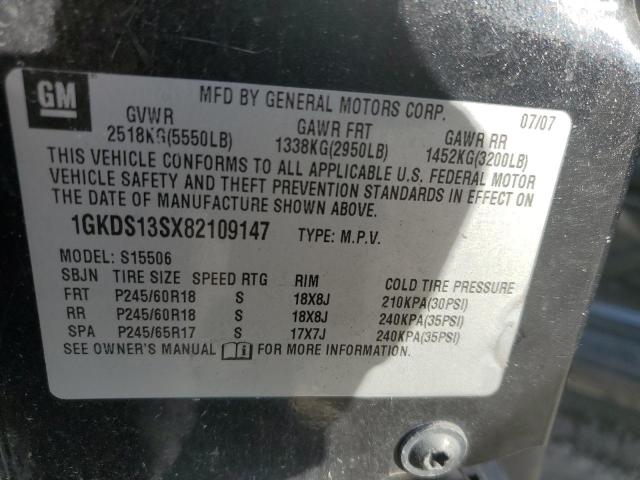 GM
MFD BY GENERAL MOTORS CORP. 07/07
GVWR GAWR FRT GAWR RR
2518KG(5550LB) 1338KG(2950LB) 1452KG(3200LB)
THIS VEHICLE CONFORMS TO ALL APPLICABLE U.S. FEDERAL MOTOR
VEHICLE SAFETY AND THEFT PREVENTION STANDARDS IN EFFECT ON
THE DATE OF MANUFACTURE SHOWN ABOVE.
1GKDS13SX82109147 TYPE: M.P.V.
MODEL: S15506
SBJN TIRE SIZE SPEED RTG RIM COLD TIRE PRESSURE
FRT P245/60R18 S 18X8J 210KPA(30PSI)
RR P245/60R18 S 18X8J 240KPA(35PSI)
SPA P245/65R17 S 17X7J 240KPA(35PSI)
SEE OWNER'S MANUAL FOR MORE INFORMATION.